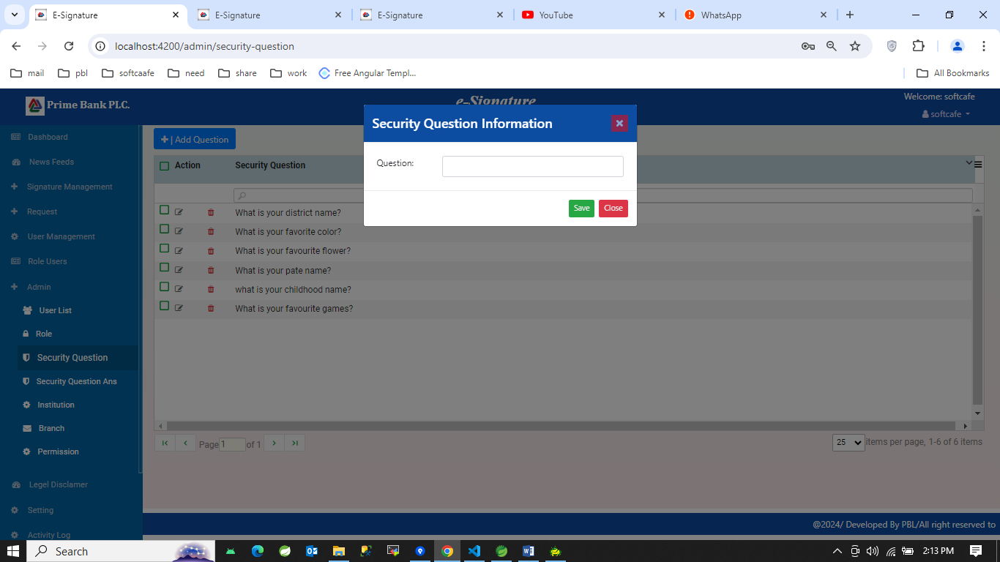 E-Signature
E-Signature
E-Signature
YouTube
WhatsApp
localhost:4200/admin/security-question
mail
pbl
softcaafe
need
share
work
Free Angular Templ...
All Bookmarks
Prime Bank PLC.
e-Signature
Welcome: softcafe
softcafe
Dashboard
News Feeds
Signature Management
Request
User Management
Role Users
Admin
User List
Role
Security Question
Security Question Ans
Institution
Branch
Permission
Legel Disclamer
Setting
Activity Log
+ | Add Question
Action Security Question
What is your district name?
What is your favorite color?
What is your favourite flower?
What is your pate name?
what is your childhood name?
What is your favourite games?
Page 1 of 1
25 items per page, 1-6 of 6 items
Security Question Information
Question:
Save Close
@2024/ Developed By PBL/All right reserved to
Search
2:13 PM